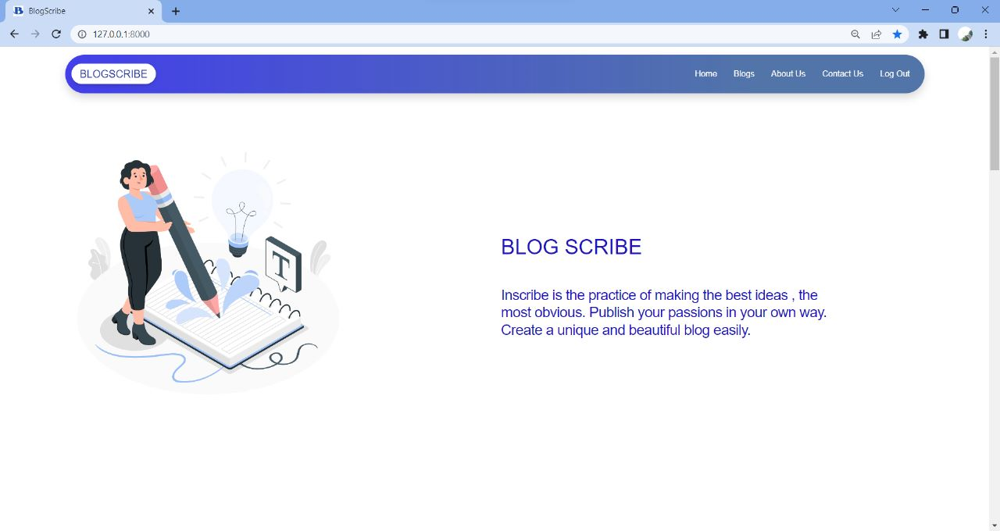 BlogScribe
127.0.0.1:8000
BLOGSCRIBE
Home Blogs About Us Contact Us Log Out
T
BLOG SCRIBE
Inscribe is the practice of making the best ideas , the
most obvious. Publish your passions in your own way.
Create a unique and beautiful blog easily.